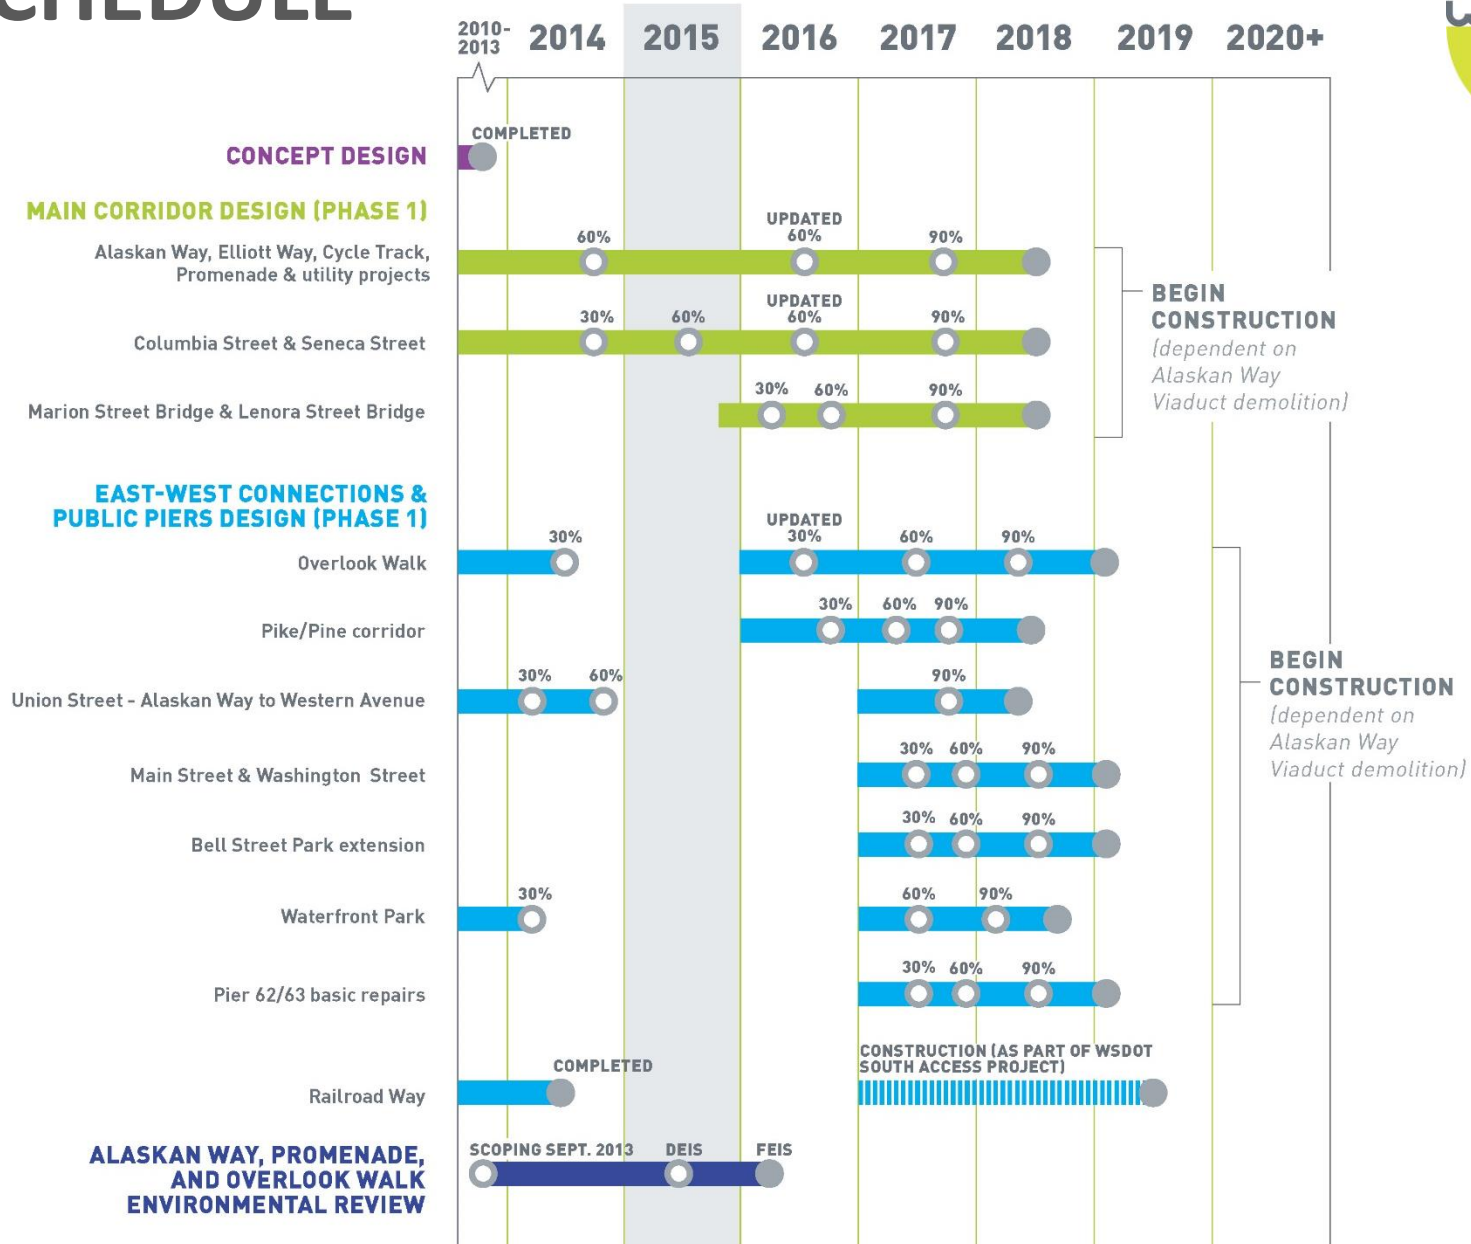 CHEDULE
2010-
2013
2014
2015
2016
2017
2018
2019
2020+
COMPLETED
CONCEPT DESIGN
MAIN CORRIDOR DESIGN (PHASE 1)
Alaskan Way, Elliott Way, Cycle Track,
Promenade & utility projects
60%
UPDATED
60%
90%
Columbia Street & Seneca Street
30%
60%
UPDATED
60%
90%
Marion Street Bridge & Lenora Street Bridge
30%
60%
90%
BEGIN
CONSTRUCTION
(dependent on
Alaskan Way
Viaduct demolition)
EAST-WEST CONNECTIONS &
PUBLIC PIERS DESIGN (PHASE 1)
Overlook Walk
30%
UPDATED
30%
60%
90%
Pike/Pine corridor
30%
60%
90%
Union Street - Alaskan Way to Western Avenue
30%
60%
90%
Main Street & Washington Street
30%
60%
90%
Bell Street Park extension
30%
60%
90%
Waterfront Park
30%
60%
90%
Pier 62/63 basic repairs
30%
60%
90%
BEGIN
CONSTRUCTION
(dependent on
Alaskan Way
Viaduct demolition)
Railroad Way
COMPLETED
CONSTRUCTION (AS PART OF WSDOT
SOUTH ACCESS PROJECT)
ALASKAN WAY, PROMENADE,
AND OVERLOOK WALK
ENVIRONMENTAL REVIEW
SCOPING SEPT. 2013
DEIS
FEIS